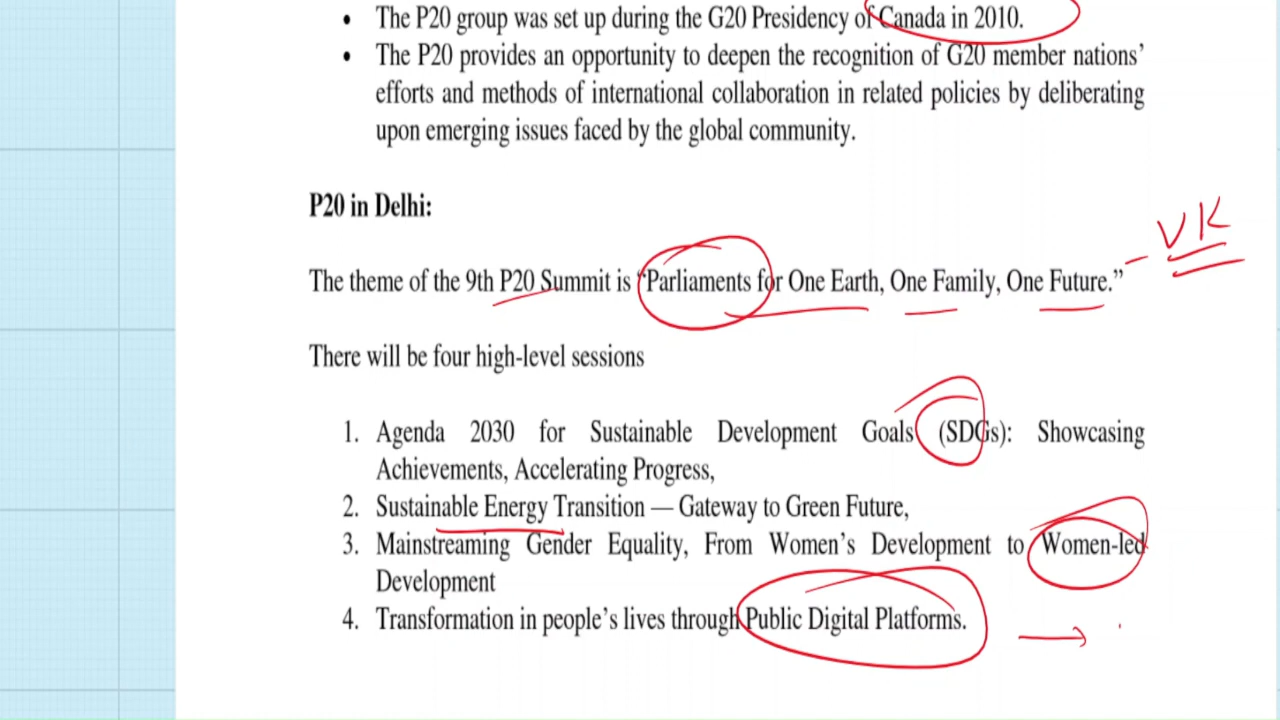 • The P20 group was set up during the G20 Presidency of Canada in 2010.
• The P20 provides an opportunity to deepen the recognition of G20 member nations’
efforts and methods of international collaboration in related policies by deliberating
upon emerging issues faced by the global community.
P20 in Delhi:
VK
The theme of the 9th P20 Summit is “Parliaments for One Earth, One Family, One Future.”
There will be four high-level sessions
1. Agenda 2030 for Sustainable Development Goals (SDGs): Showcasing
Achievements, Accelerating Progress,
2. Sustainable Energy Transition — Gateway to Green Future,
3. Mainstreaming Gender Equality, From Women’s Development to Women-led
Development
4. Transformation in people’s lives through Public Digital Platforms.